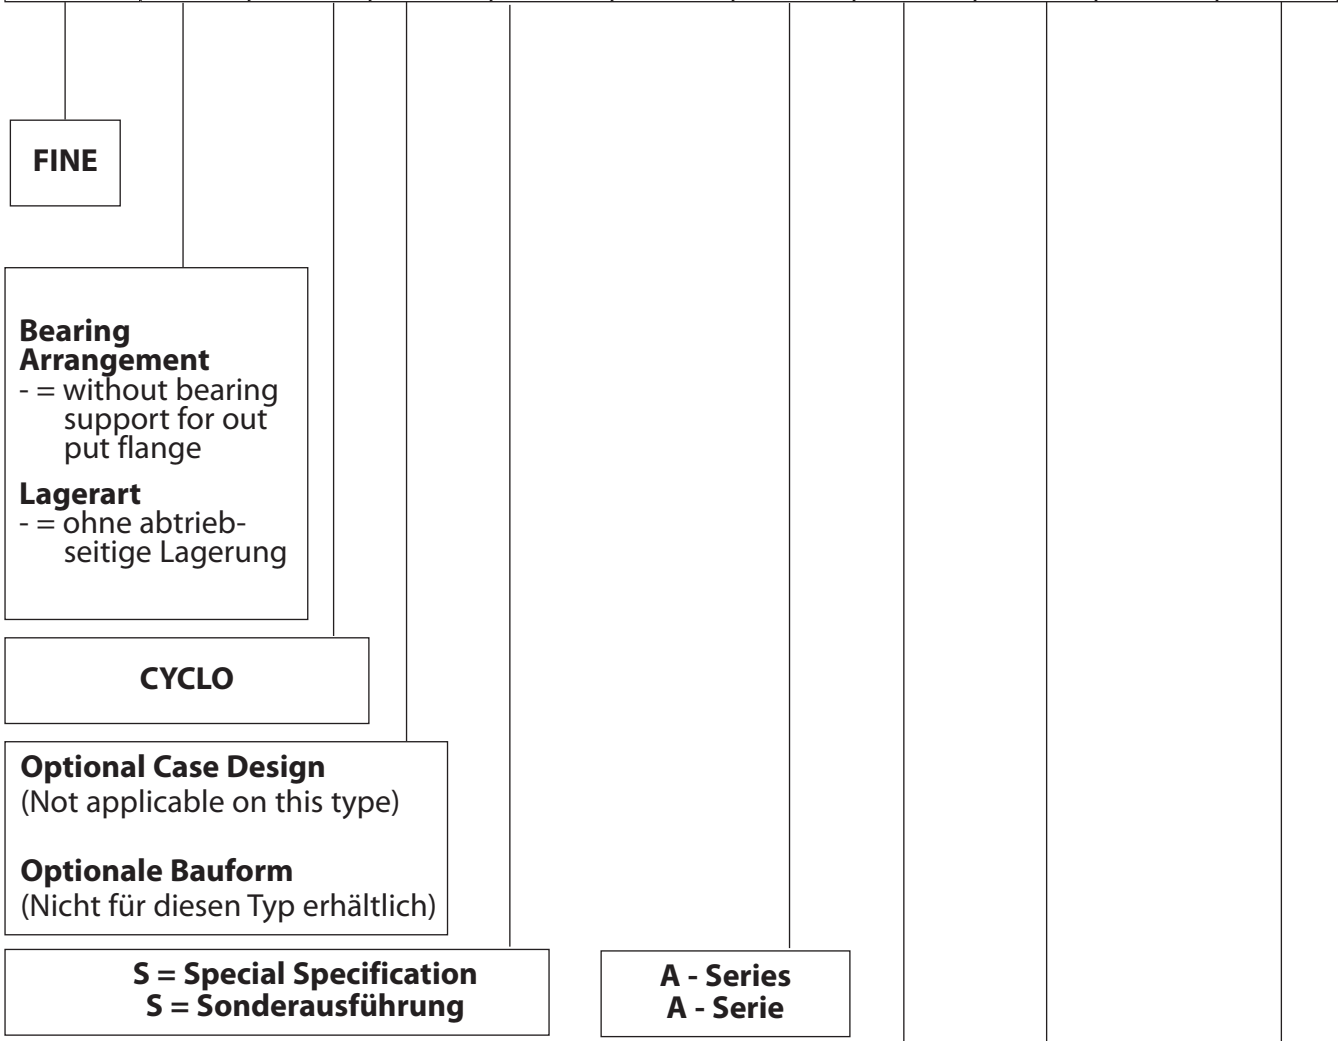 FINE
Bearing
Arrangement
- = without bearing
support for out
put flange
Lagerart
- = ohne abtrieb-
seitige Lagerung
CYCLO
Optional Case Design
(Not applicable on this type)
Optionale Bauform
(Nicht für diesen Typ erhältlich)
S = Special Specification
S = Sonderausführung
A - Series
A - Serie